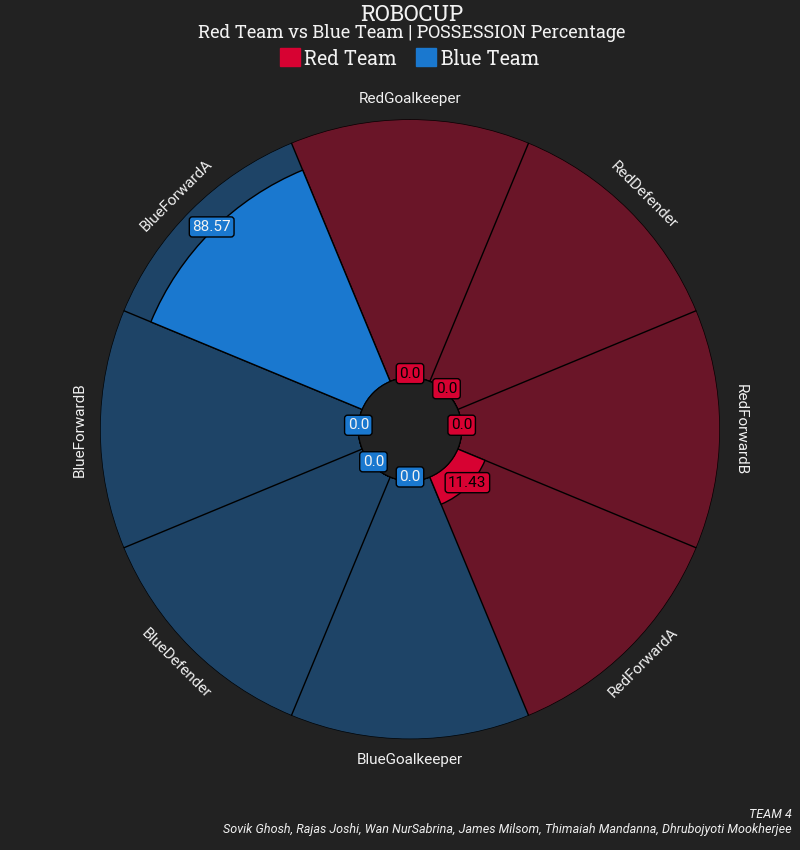 ROBOCUP
Red Team vs Blue Team | POSSESSION Percentage
Red Team Blue Team
RedGoalkeeper
BlueForwardA
RedDefender
88.57
0.0
0.0
BlueForwardB
0.0
0.0
RedForwardB
0.0
0.0
11.43
BlueDefender
RedForwardA
BlueGoalkeeper
TEAM 4
Sovik Ghosh, Rajas Joshi, Wan NurSabrina, James Milsom, Thimaiah Mandanna, Dhrubojyoti Mookherjee